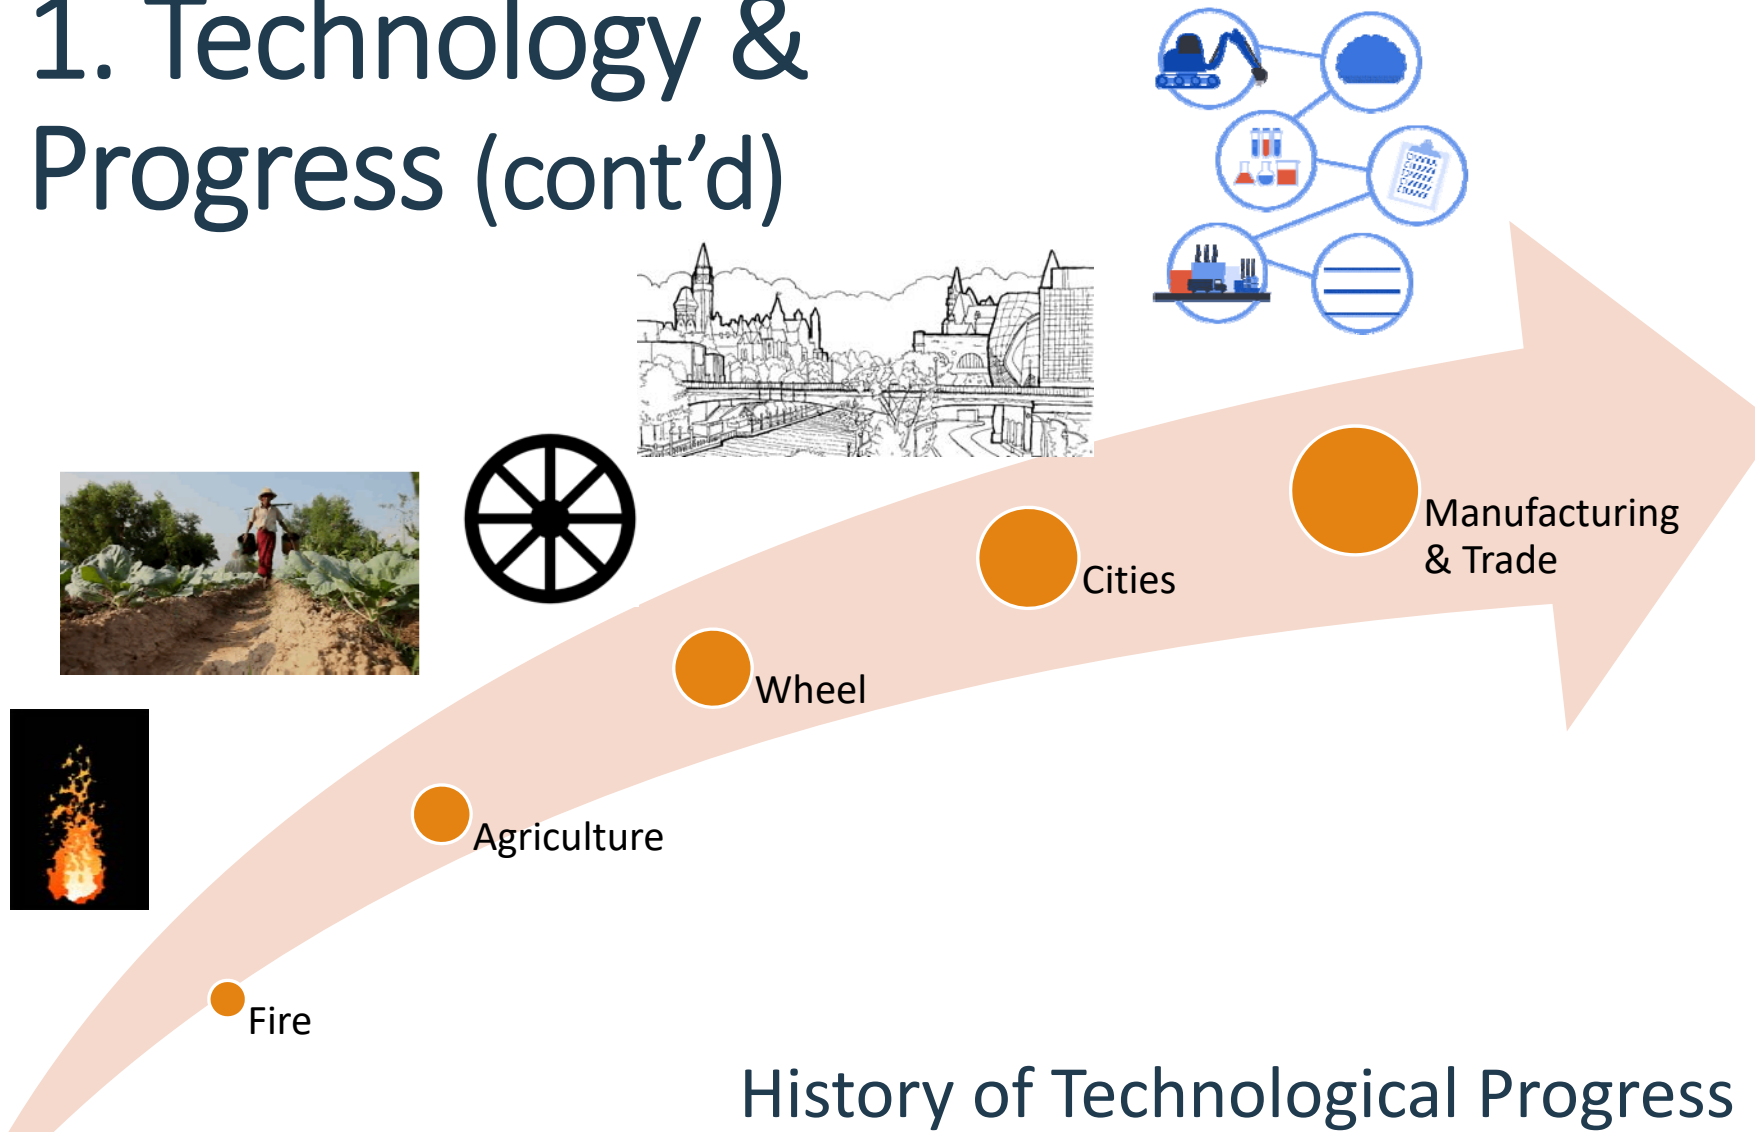 1. Technology &
Progress (cont’d)
Manufacturing
& Trade
Cities
Wheel
Agriculture
Fire
History of Technological Progress